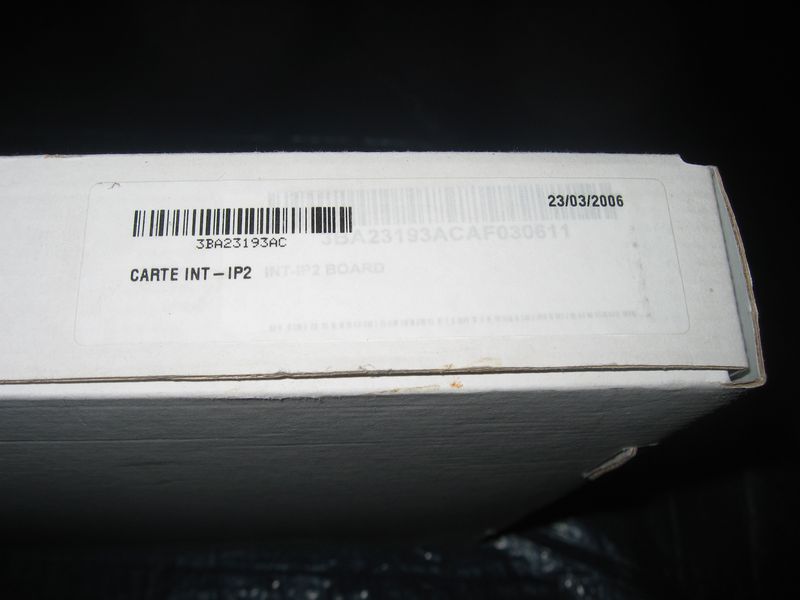 23/03/2006
3BA23193AC
3BA23193ACAF030611
CARTE INT-IP2
INT-IP2 BOARD